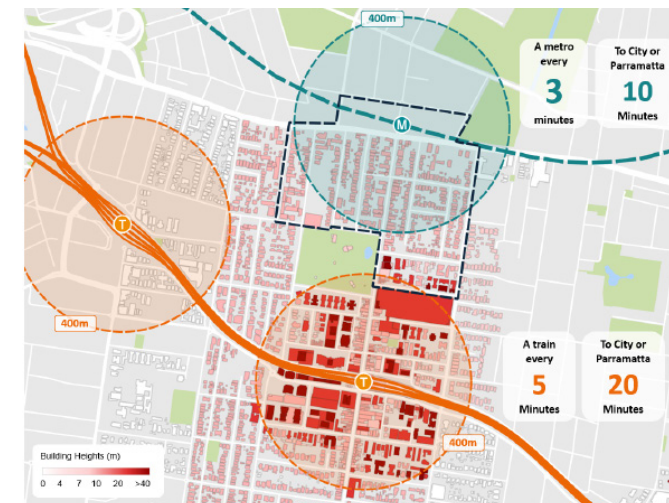 400m
A metro
every
3
minutes
To City or
Parramatta
10
Minutes
M
T
400m
T
400m
A train
every
5
Minutes
To City or
Parramatta
20
Minutes
Building Heights (m)
0 4 7 10 20 >40